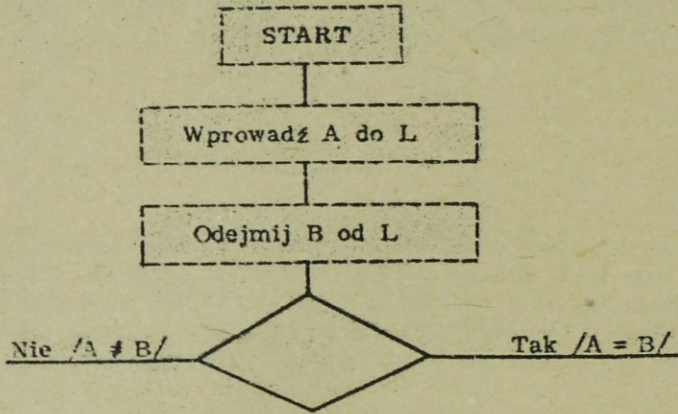 START
Wprowadź A do L
Odejmij B od L
Nie /A ≠ B/
Tak /A = B/